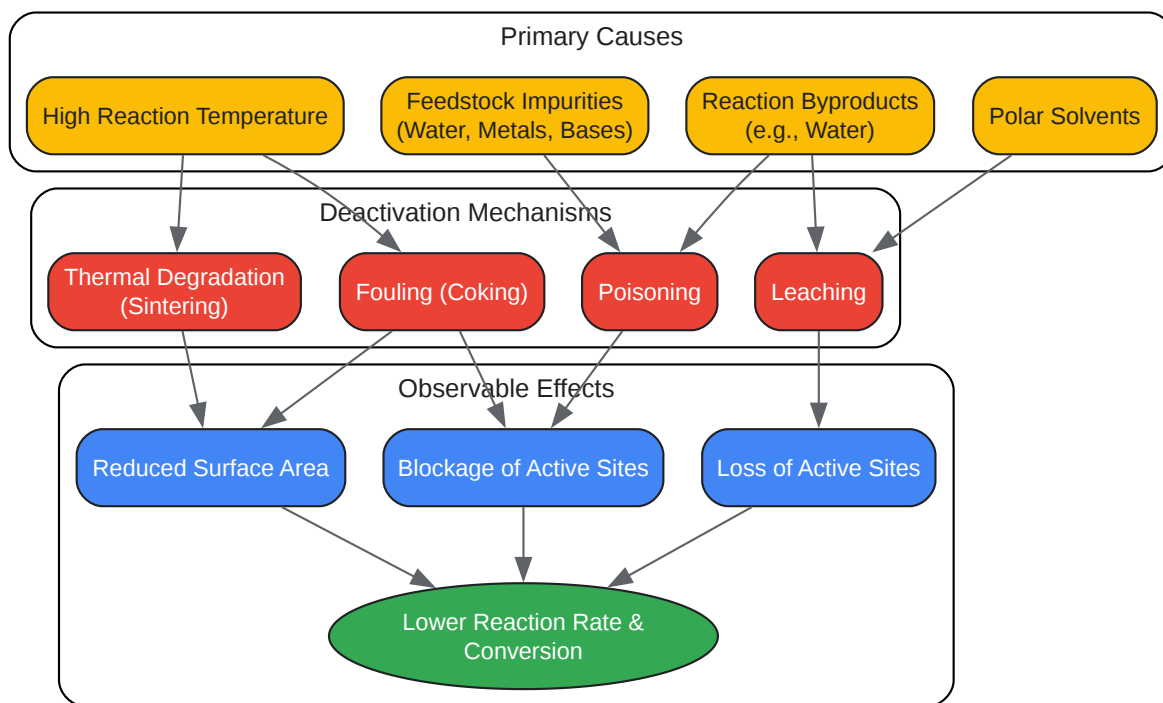 Primary Causes
High Reaction Temperature
Feedstock Impurities
(Water, Metals, Bases)
Reaction Byproducts
(e.g., Water)
Polar Solvents
Deactivation Mechanisms
Thermal Degradation
(Sintering)
Fouling (Coking)
Poisoning
Leaching
Observable Effects
Reduced Surface Area
Blockage of Active Sites
Loss of Active Sites
Lower Reaction Rate &
Conversion